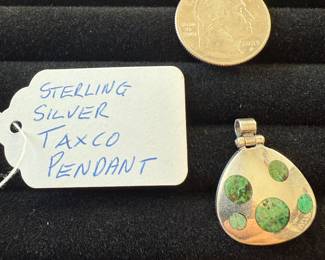 STERLING
SILVER
TAXCO
PENDANT